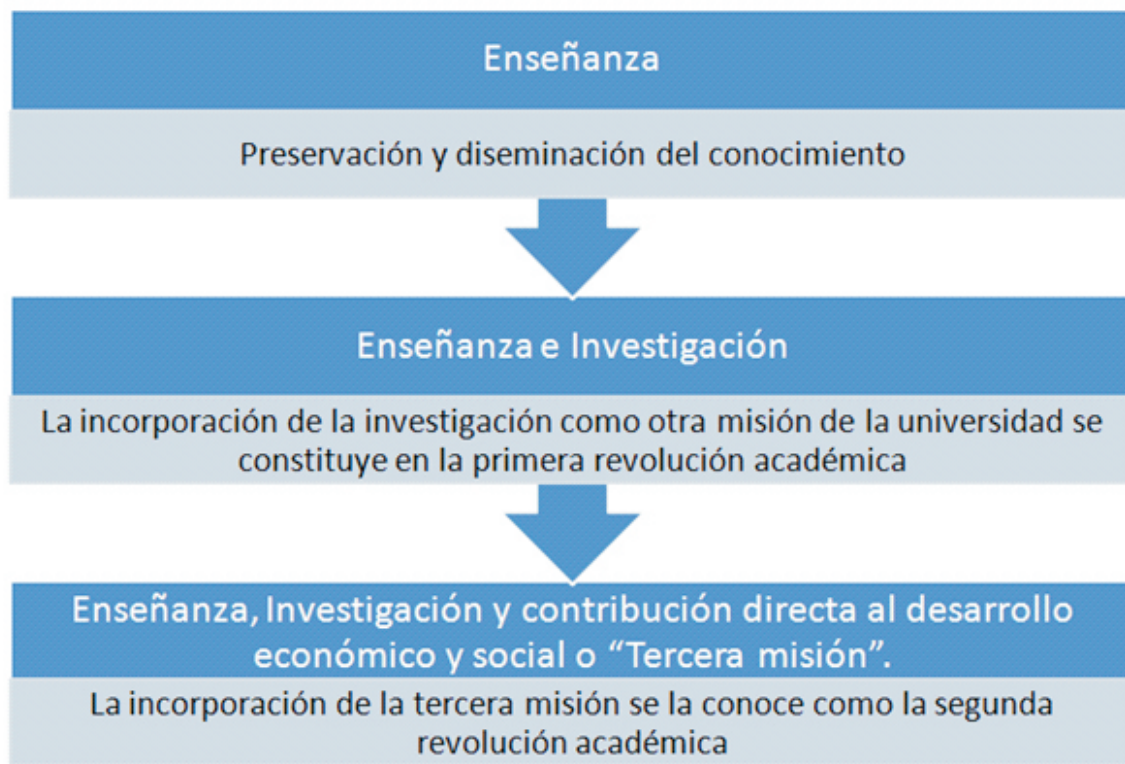 Enseñanza
Preservación y diseminación del conocimiento
Enseñanza e Investigación
La incorporación de la investigación como otra misión de la universidad se
constituye en la primera revolución académica
Enseñanza, Investigación y contribución directa al desarrollo
económico y social o “Tercera misión”.
La incorporación de la tercera misión se la conoce como la segunda
revolución académica